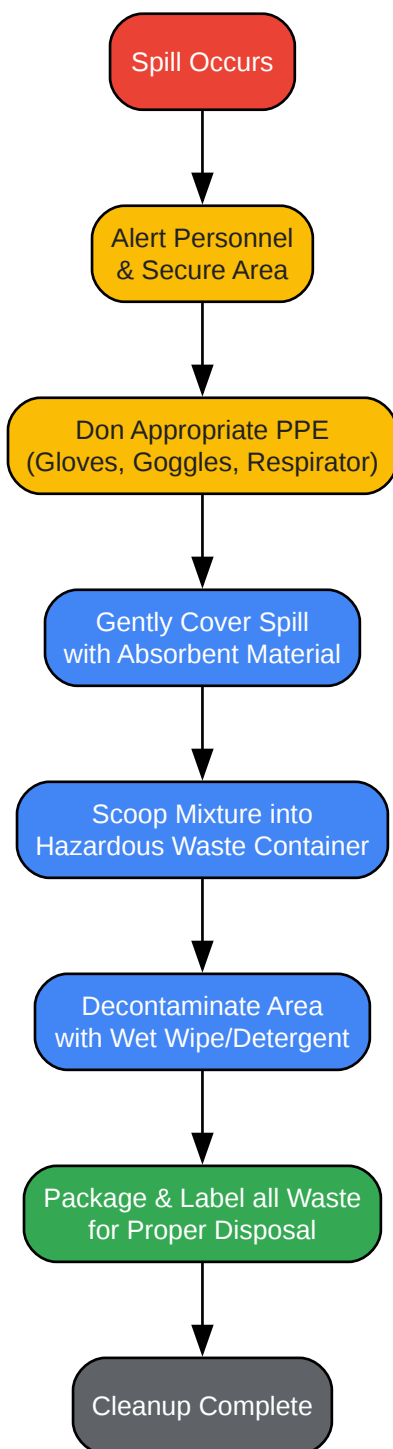 Spill Occurs
Alert Personnel
& Secure Area
Don Appropriate PPE
(Gloves, Goggles, Respirator)
Gently Cover Spill
with Absorbent Material
Scoop Mixture into
Hazardous Waste Container
Decontaminate Area
with Wet Wipe/Detergent
Package & Label all Waste
for Proper Disposal
Cleanup Complete